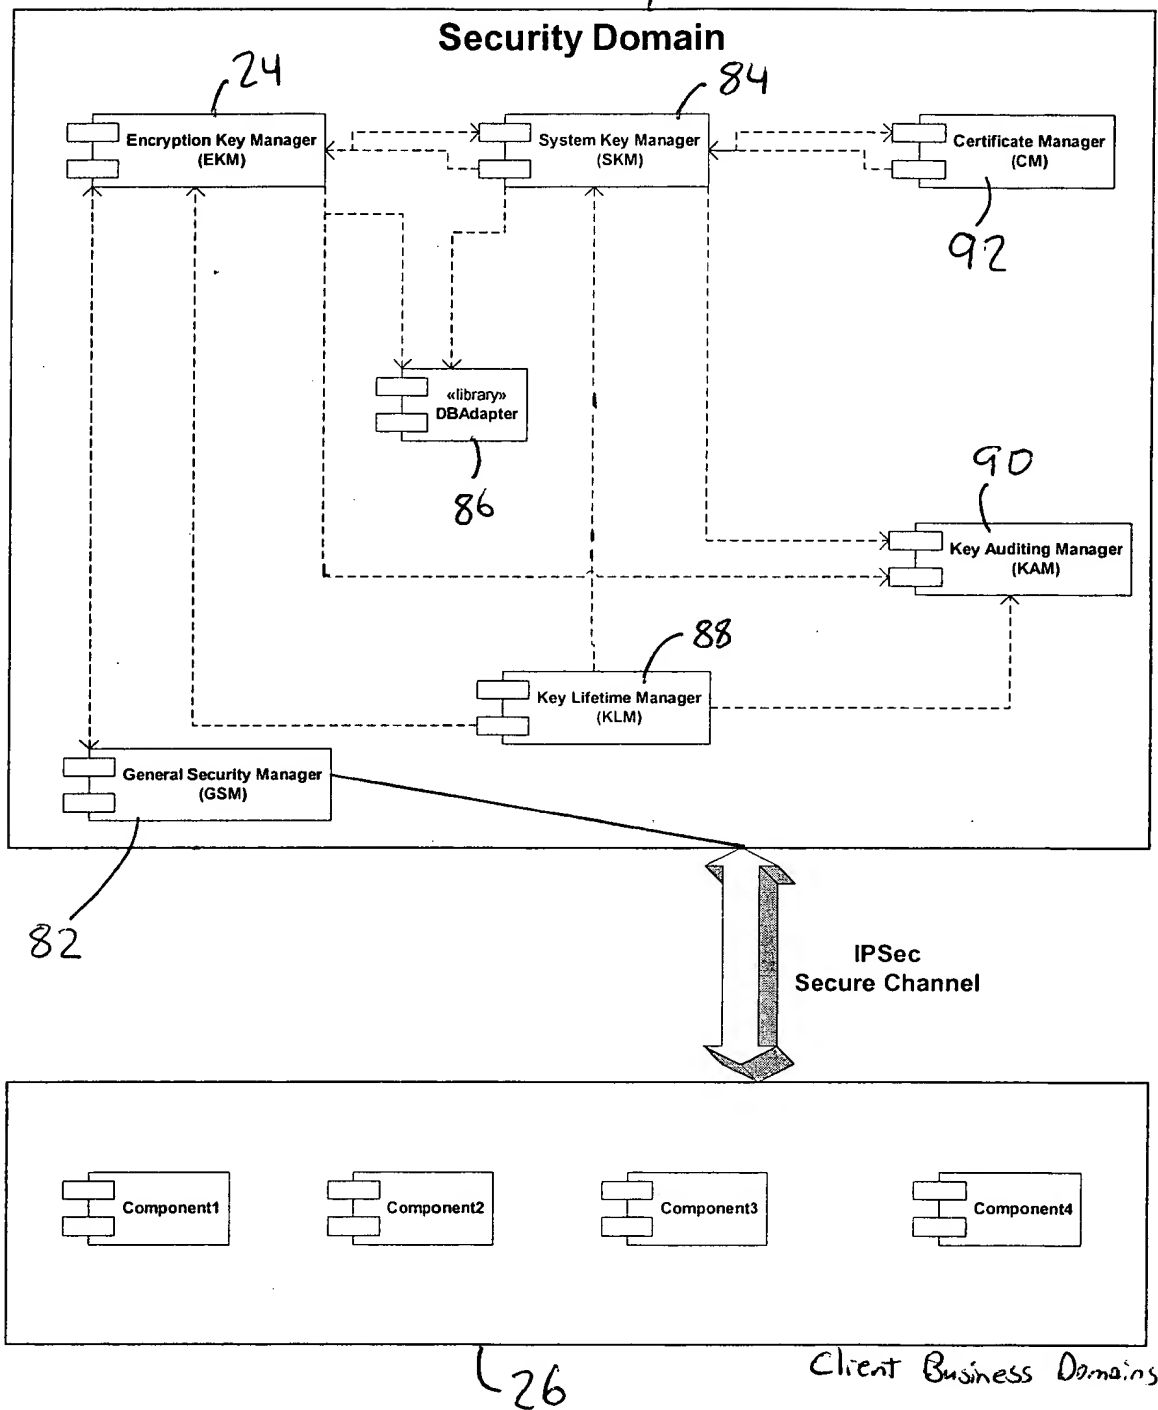 Security Domain
24
84
Encryption Key Manager
(EKM)
System Key Manager
(SKM)
Certificate Manager
(CM)
92
«library»
DBAdapter
86
90
Key Auditing Manager
(KAM)
88
Key Lifetime Manager
(KLM)
General Security Manager
(GSM)
82
IPSec
Secure Channel
Component1
Component2
Component3
Component4
26
Client Business Domains